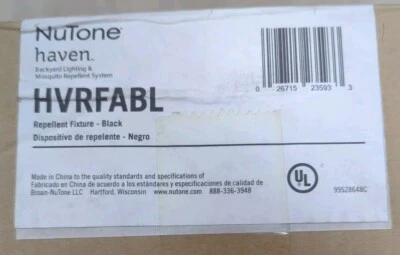 NuTone®
haven™
Backyard Lighting &
Mosquito Repellent System
HVRFABL
Repellent Fixture - Black
Dispositivo de repelente - Negro
0 26715 23593 3
Made in China to the quality standards and specifications of
Fabricado en China de acuerdo a los estándares y especificaciones de calidad de
Broan-NuTone LLC Hartford, Wisconsin www.nutone.com 888-336-3948
UL
99528648C